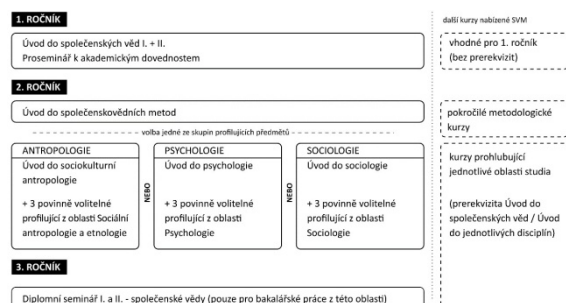 1. ROČNÍK
Úvod do společenských věd I. + II.
Proseminář k akademickým dovednostem
další kurzy nabízené SVM
vhodné pro 1. ročník
(bez prerekvizit)
2. ROČNÍK
Úvod do společenskovědních metod
pokročilé metodologické
kurzy
volba jedné ze skupin profilujících předmětů
ANTROPOLOGIE
Úvod do sociokulturní
antropologie
+ 3 povinně volitelné
profilující z oblasti Sociální
antropologie a etnologie
NEBO
PSYCHOLOGIE
Úvod do psychologie
+ 3 povinně volitelné
profilující z oblasti
Psychologie
NEBO
SOCIOLOGIE
Úvod do sociologie
+ 3 povinně volitelné
profilující z oblasti
Sociologie
kurzy prohlubující
jednotlivé oblasti studia
(prerekvizita Úvod do
společenských věd / Úvod
do jednotlivých disciplín)
3. ROČNÍK
Diplomní seminář I. a II. - společenské vědy (pouze pro bakalářské práce z této oblasti)